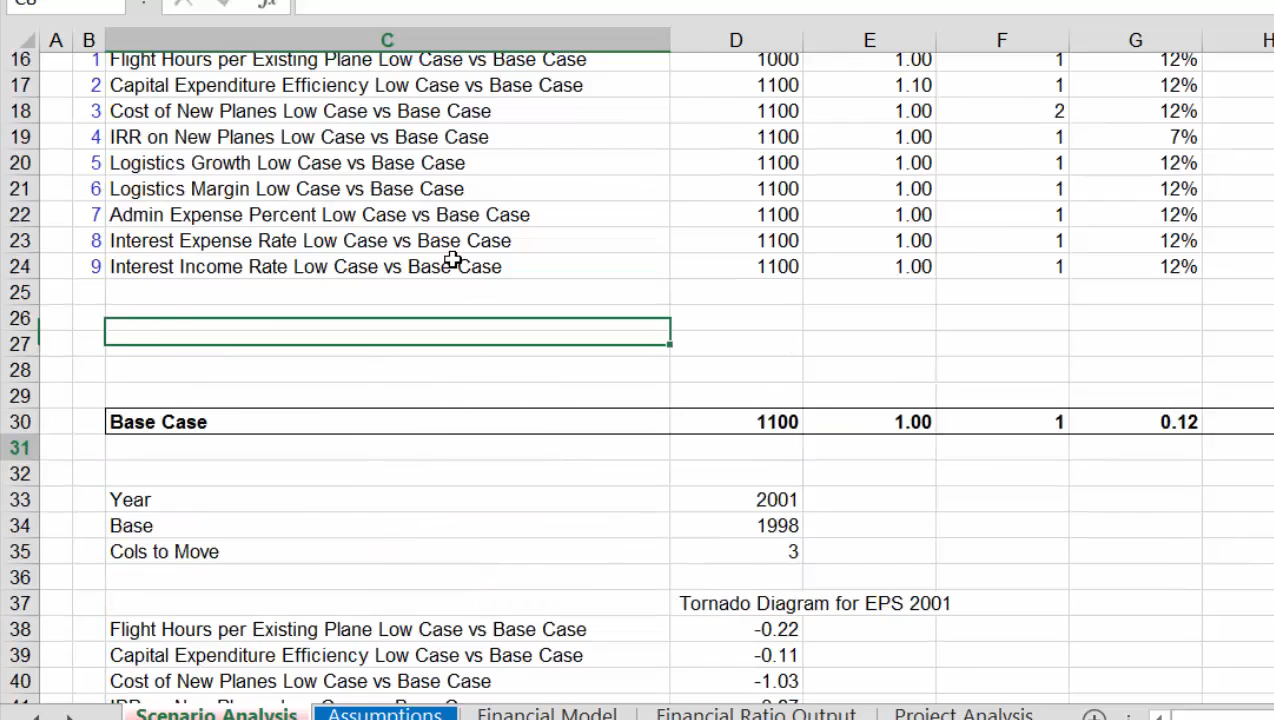 C8 fx
A B C D E F G H
16 1 Flight Hours per Existing Plane Low Case vs Base Case 1000 1.00 1 12%
17 2 Capital Expenditure Efficiency Low Case vs Base Case 1100 1.10 1 12%
18 3 Cost of New Planes Low Case vs Base Case 1100 1.00 2 12%
19 4 IRR on New Planes Low Case vs Base Case 1100 1.00 1 7%
20 5 Logistics Growth Low Case vs Base Case 1100 1.00 1 12%
21 6 Logistics Margin Low Case vs Base Case 1100 1.00 1 12%
22 7 Admin Expense Percent Low Case vs Base Case 1100 1.00 1 12%
23 8 Interest Expense Rate Low Case vs Base Case 1100 1.00 1 12%
24 9 Interest Income Rate Low Case vs Base Case 1100 1.00 1 12%
25
26
27
28
29
30 Base Case 1100 1.00 1 0.12
31
32
33 Year 2001
34 Base 1998
35 Cols to Move 3
36
37 Tornado Diagram for EPS 2001
38 Flight Hours per Existing Plane Low Case vs Base Case -0.22
39 Capital Expenditure Efficiency Low Case vs Base Case -0.11
40 Cost of New Planes Low Case vs Base Case -1.03
Scenario Analysis Assumptions Financial Model Financial Ratio Output Project Analysis